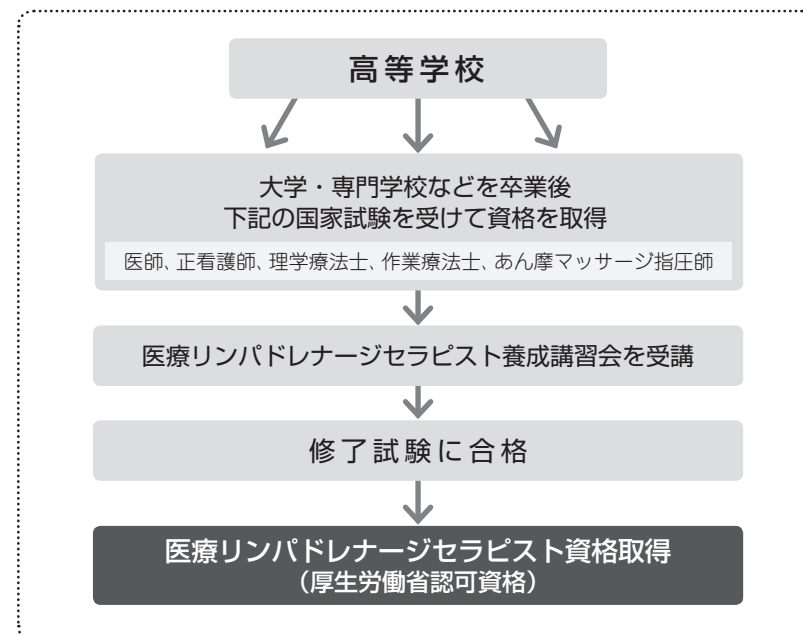 高等学校
大学・専門学校などを卒業後
下記の国家試験を受けて資格を取得
医師、正看護師、理学療法士、作業療法士、あん摩マッサージ指圧師
医療リンパドレナージセラピスト養成講習会を受講
修了試験に合格
医療リンパドレナージセラピスト資格取得
（厚生労働省認可資格）